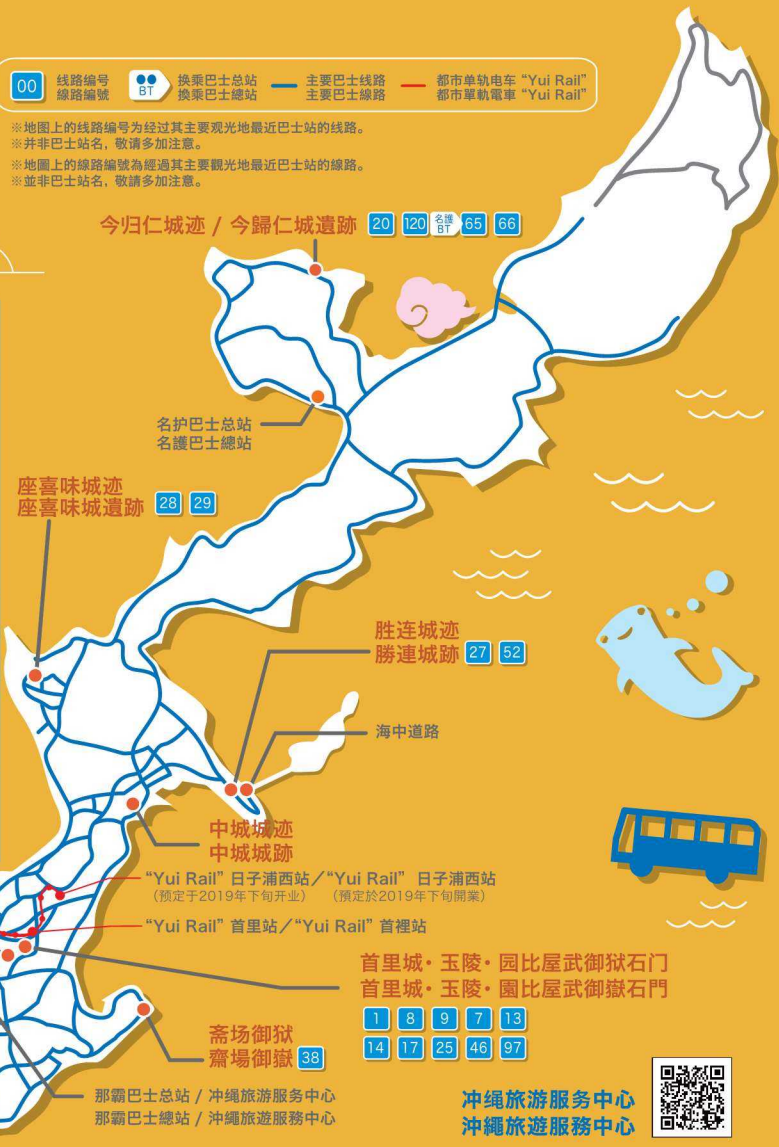 00 线路编号
線路編號
BT 换乘巴士总站
換乘巴士總站
主要巴士线路
主要巴士線路
都市单轨电车 “Yui Rail”
都市單軌電車 “Yui Rail”
※地图上的线路编号为经过其主要观光地最近巴士站的线路。
※并非巴士站名，敬请多加注意。
※地圖上的線路編號為經過其主要觀光地最近巴士站的線路。
※並非巴士站名，敬請多加注意。
今归仁城迹 / 今歸仁城遺跡 20 120 名護 BT 65 66
名护巴士总站
名護巴士總站
座喜味城迹
座喜味城遺跡 28 29
胜连城迹
勝連城跡 27 52
海中道路
中城城迹
中城城跡
“Yui Rail” 日子浦西站／“Yui Rail” 日子浦西站
（预定于2019年下旬开业） （預定於2019年下旬開業）
“Yui Rail” 首里站／“Yui Rail” 首裡站
首里城・玉陵・园比屋武御狱石门
首里城・玉陵・園比屋武御嶽石門
1 8 9 7 13
14 17 25 46 97
斋场御狱
齋場御嶽 38
那霸巴士总站 / 冲绳旅游服务中心
那霸巴士總站 / 沖繩旅遊服務中心
冲绳旅游服务中心
沖繩旅遊服務中心